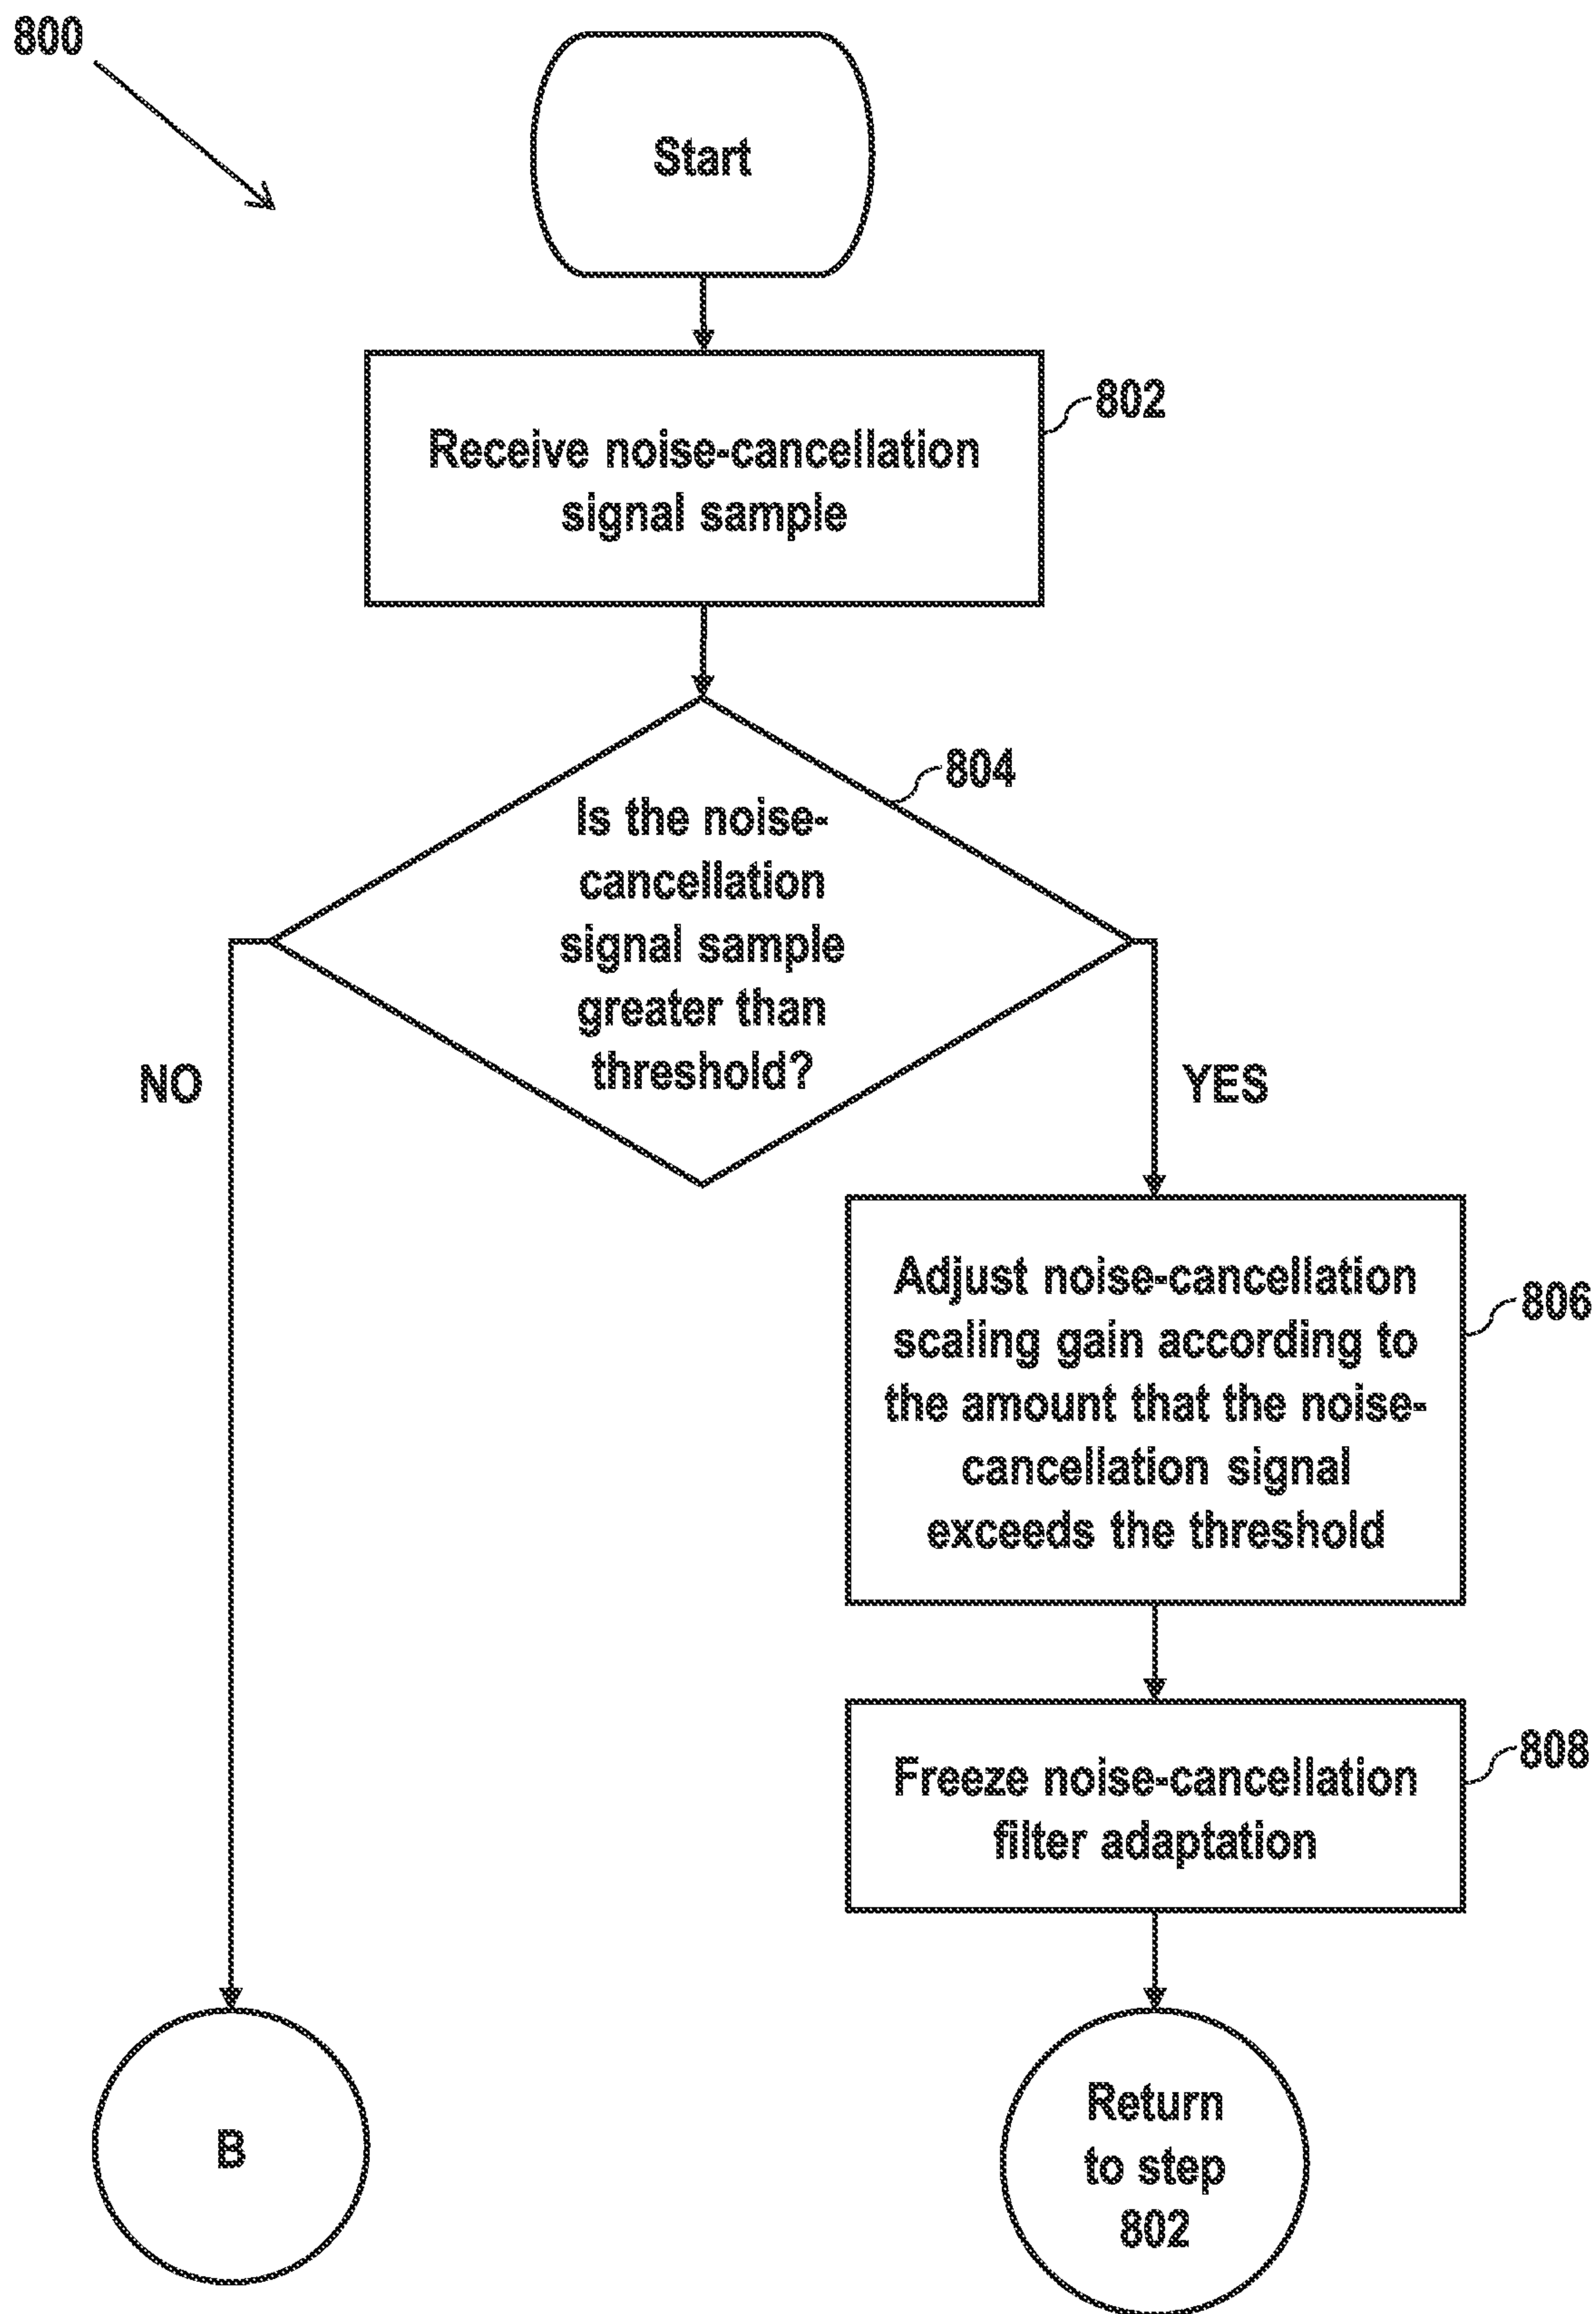 800
Start
802
Receive noise-cancellation
signal sample
804
Is the noise-
cancellation
signal sample
greater than
threshold?
NO
YES
806
Adjust noise-cancellation
scaling gain according to
the amount that the noise-
cancellation signal
exceeds the threshold
808
Freeze noise-cancellation
filter adaptation
B
Return
to step
802